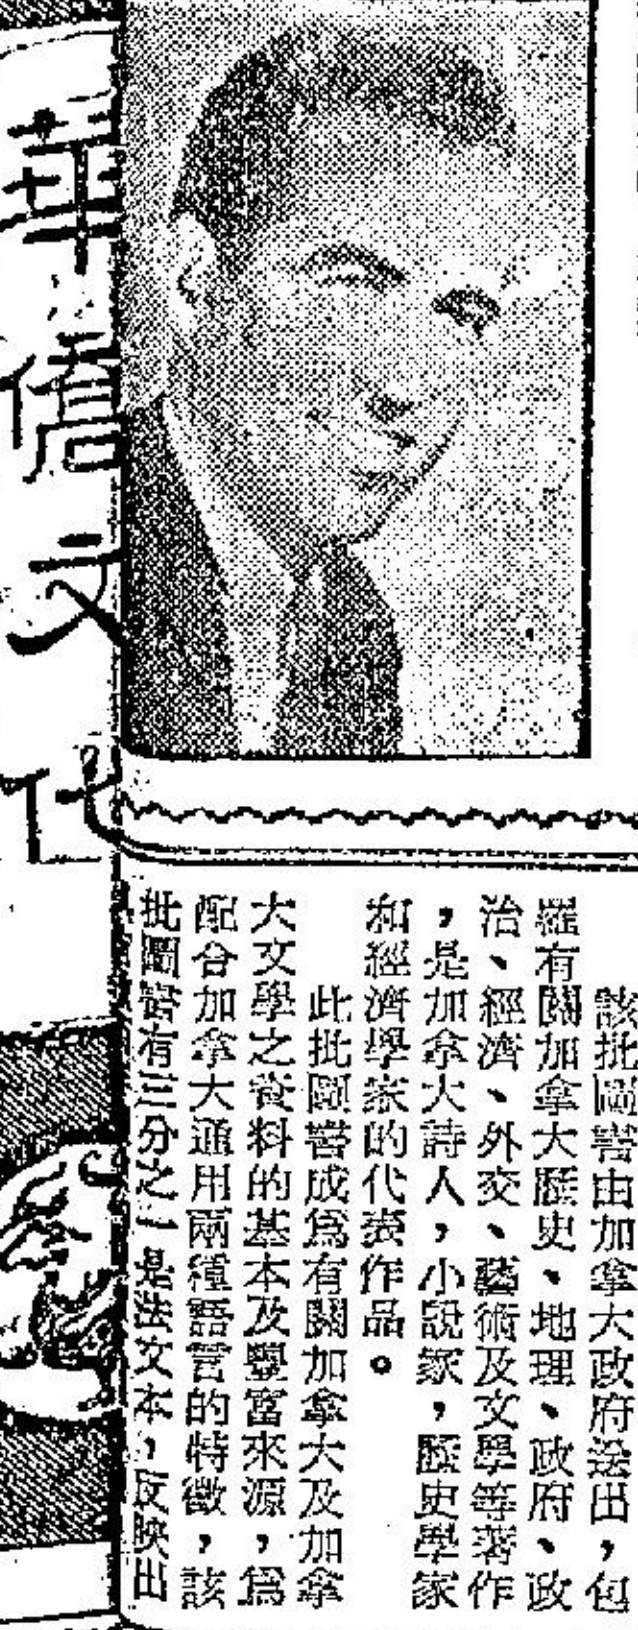 華僑文化
該批圖書由加拿大政府送出，包
羅有關加拿大歷史、地理、政府、政
治、經濟、外交、藝術及文學等著作
，是加拿大詩人，小說家，歷史學家
和經濟學家的代表作品。
此批圖書成爲有關加拿大及加拿
大文學之資料的基本及豐富來源，爲
配合加拿大通用兩種語言的特徵，該
批圖書有三分之一是法文本，反映出